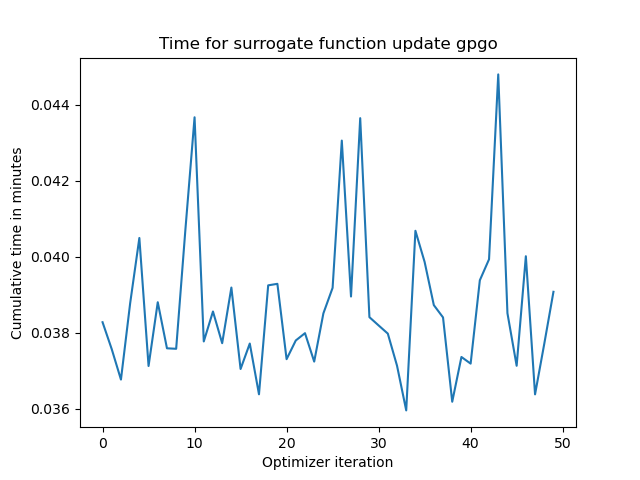 Time for surrogate function update gpgo
Cumulative time in minutes
0.044
0.042
0.040
0.038
0.036
0 10 20 30 40 50
Optimizer iteration